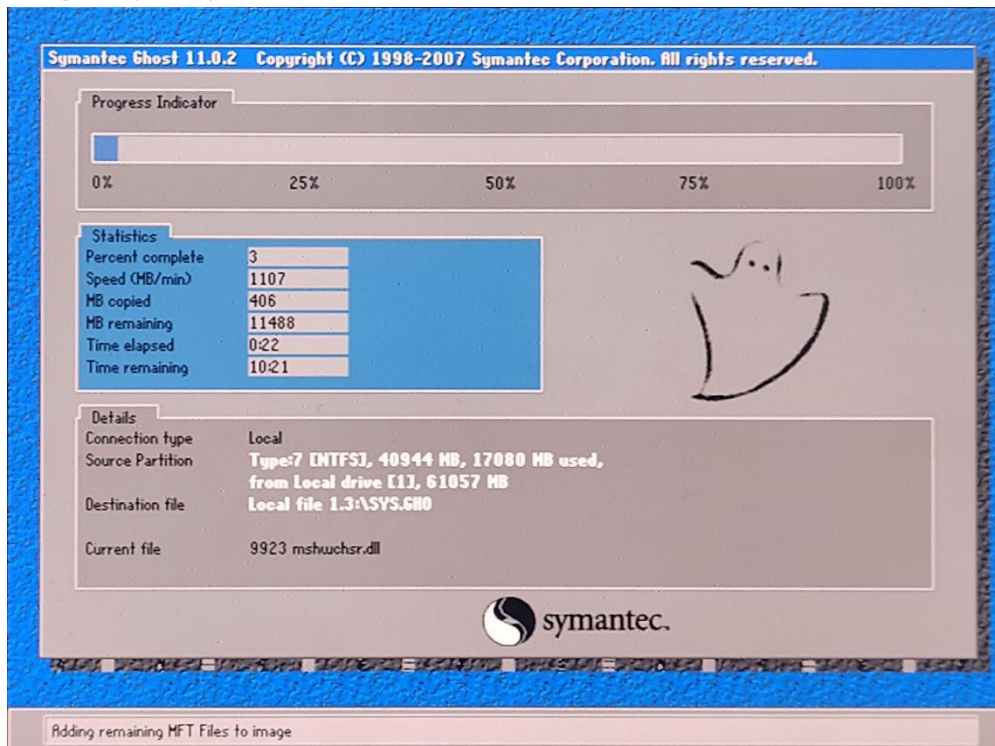 Symantec Ghost 11.0.2 Copyright (C) 1998-2007 Symantec Corporation. All rights reserved.
Progress Indicator
0% 25% 50% 75% 100%
Statistics
Percent complete 3
Speed (MB/min) 1107
MB copied 406
MB remaining 11488
Time elapsed 0:22
Time remaining 10:21
Details
Connection type Local
Source Partition Type:7 [NTFS], 40944 MB, 17080 MB used,
from Local drive [1], 61057 MB
Destination file Local file 1.3:\SYS.GHO
Current file 9923 mshwchsr.dll
symantec.
Adding remaining MFT Files to image